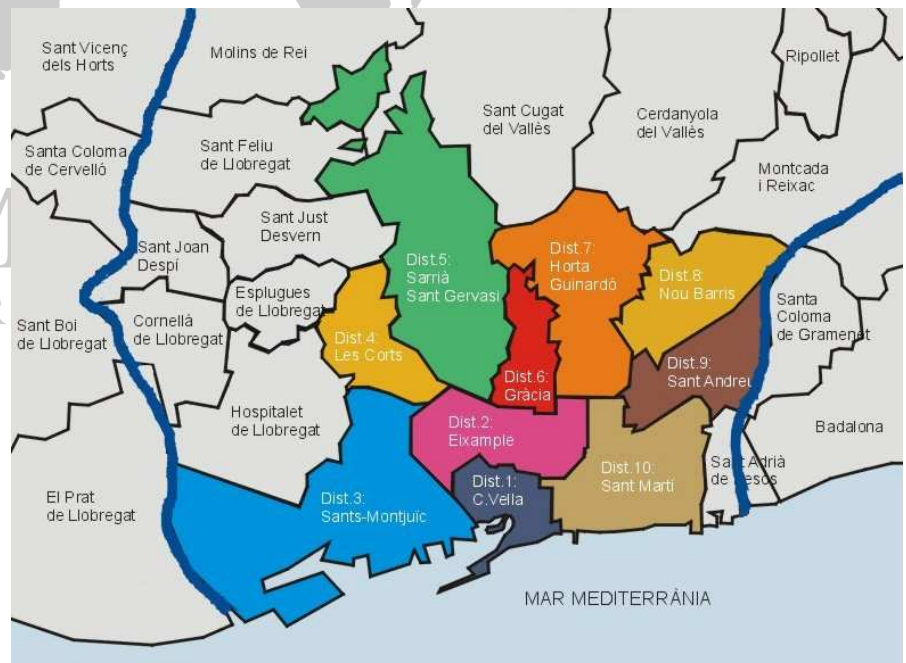 Sant Vicenç
dels Horts
Molins de Rei
Ripollet
Sant Cugat
del Vallès
Cerdanyola
del Vallès
Santa Coloma
de Cervelló
Sant Feliu
de Llobregat
Montcada
i Reixac
Sant Just
Desvern
Sant Joan
Despí
Dist.5:
Sarrià
Sant Gervasi
Dist.7:
Horta
Guinardó
Dist.8:
Nou Barris
Esplugues
de Llobregat
Santa
Coloma
de Gramenet
Sant Boi
de Llobregat
Cornellà
de Llobregat
Dist.4:
Les Corts
Dist.6:
Gràcia
Dist.9:
Sant Andreu
Hospitalet
de Llobregat
Dist.2:
Eixample
Badalona
Dist.10:
Sant Martí
Sant Adrià
de Besos
Dist.1:
C.Vella
El Prat
de Llobregat
Dist.3:
Sants-Montjuïc
MAR MEDITERRÀNIA